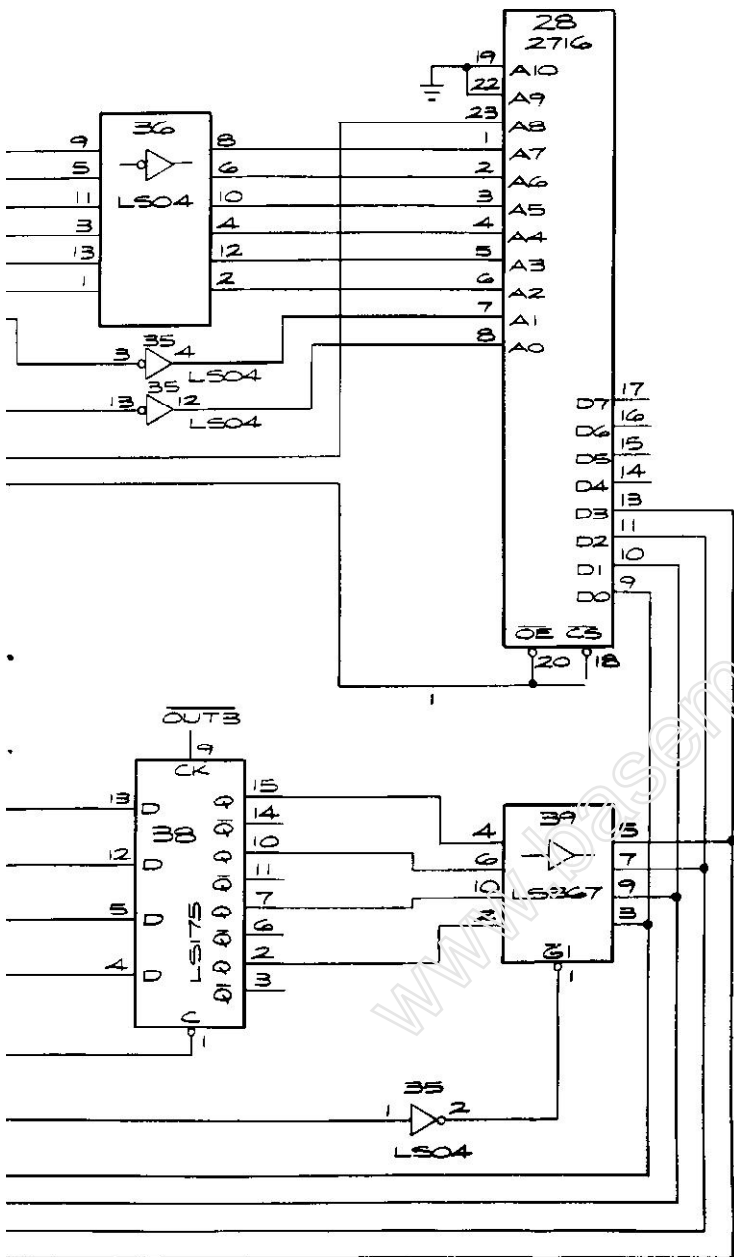 28
2716
19 A10
22 A9
23 A8
1 A7
2 A6
3 A5
4 A4
5 A3
6 A2
7 A1
8 A0
36
LS04
9 8
5 6
11 10
3 4
13 12
1 2
35
3 4
LS04
35
13 12
LS04
D7 17
D6 16
D5 15
D4 14
D3 13
D2 11
D1 10
D0 9
OE CS
20 18
1
OUT3
9
CK
38
LS175
13 D
12 D
5 D
4 D
Q 15
Q 14
Q 10
Q 11
Q 7
Q 6
Q 2
Q 3
C
1
39
LS367
4
6 7
10 9
3
G1
1
35
1 2
LS04